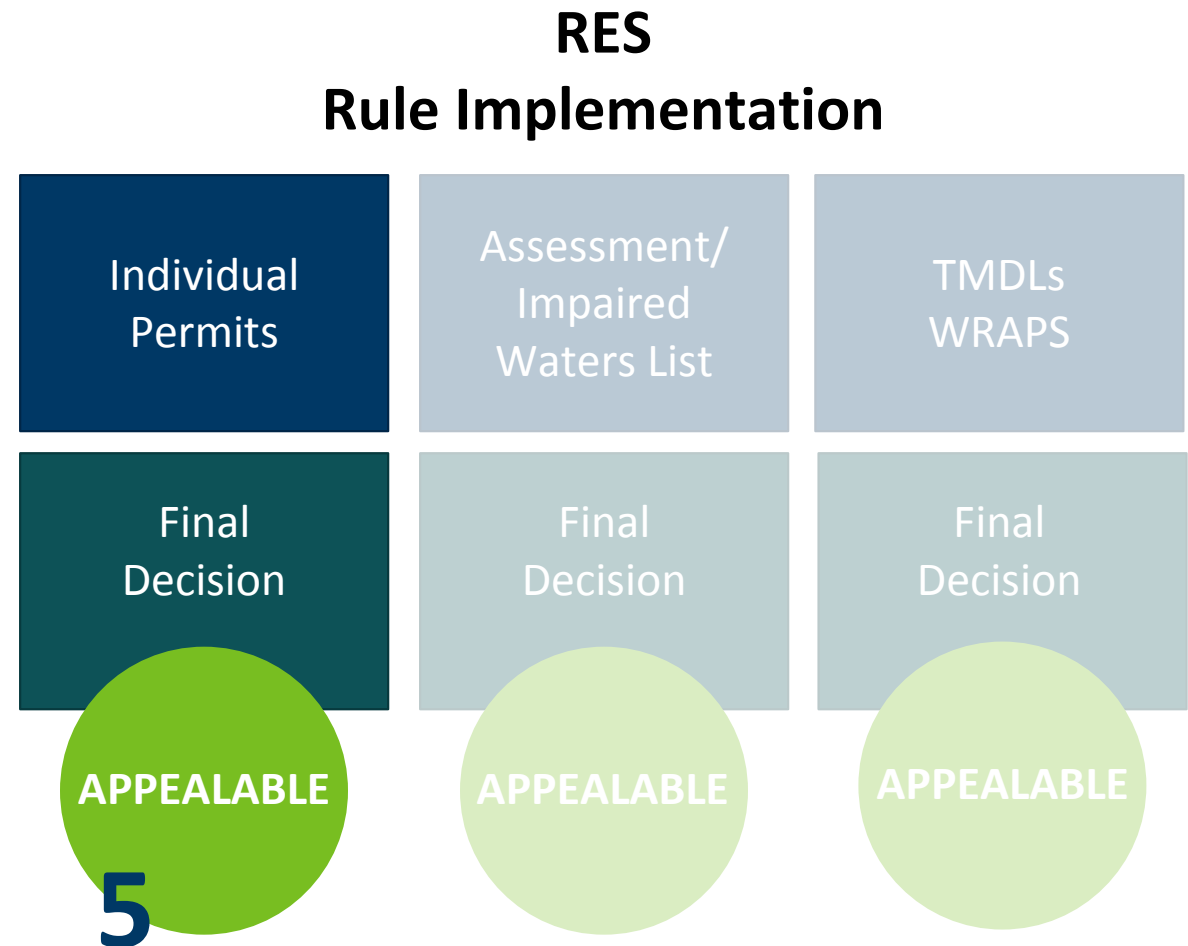 RES
Rule Implementation
Individual
Permits
Assessment/
Impaired
Waters List
TMDLs
WRAPS
Final
Decision
Final
Decision
Final
Decision
APPEALABLE
APPEALABLE
APPEALABLE
5